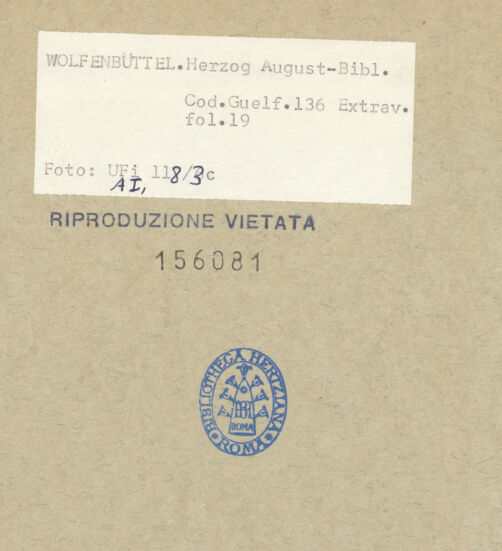 WOLFENBÜTTEL.Herzog August-Bibl.
Cod.Guelf.136 Extrav.
fol.19
Foto: UFi 118/3c
AI,
RIPRODUZIONE VIETATA
156081
BIBLIOTHECA HERTZIANA
BH
ROMA
ROMA